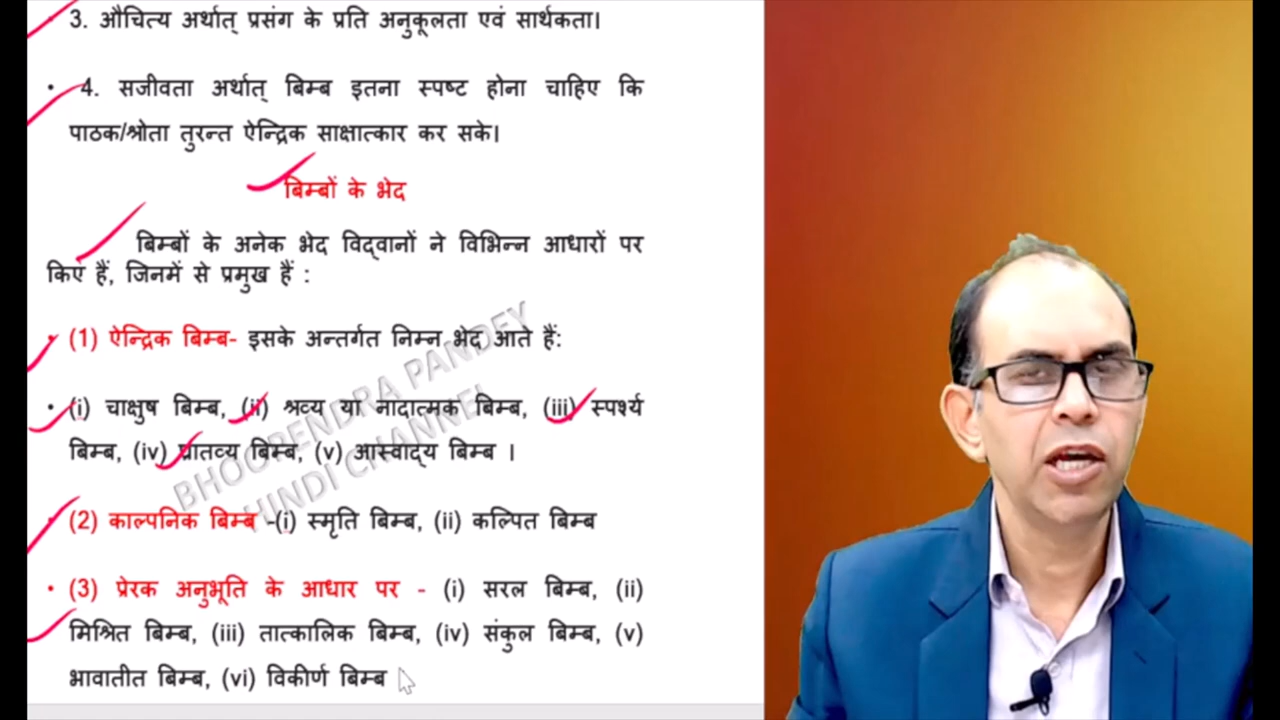 3. औचित्य अर्थात् प्रसंग के प्रति अनुकूलता एवं सार्थकता।
• 4. सजीवता अर्थात् बिम्ब इतना स्पष्ट होना चाहिए कि
पाठक/श्रोता तुरन्त ऐन्द्रिक साक्षात्कार कर सके।
बिम्बों के भेद
बिम्बों के अनेक भेद विद्वानों ने विभिन्न आधारों पर
किए हैं, जिनमें से प्रमुख हैं :
• (1) ऐन्द्रिक बिम्ब- इसके अन्तर्गत निम्न भेद आते हैं:
• (i) चाक्षुष बिम्ब, (ii) श्रव्य या नादात्मक बिम्ब, (iii) स्पर्श्य
बिम्ब, (iv) घ्रातव्य बिम्ब, (v) आस्वाद्य बिम्ब ।
• (2) काल्पनिक बिम्ब -(i) स्मृति बिम्ब, (ii) कल्पित बिम्ब
• (3) प्रेरक अनुभूति के आधार पर - (i) सरल बिम्ब, (ii)
मिश्रित बिम्ब, (iii) तात्कालिक बिम्ब, (iv) संकुल बिम्ब, (v)
भावातीत बिम्ब, (vi) विकीर्ण बिम्ब
BHOOPENDRA PANDEY
HINDI CHANNEL